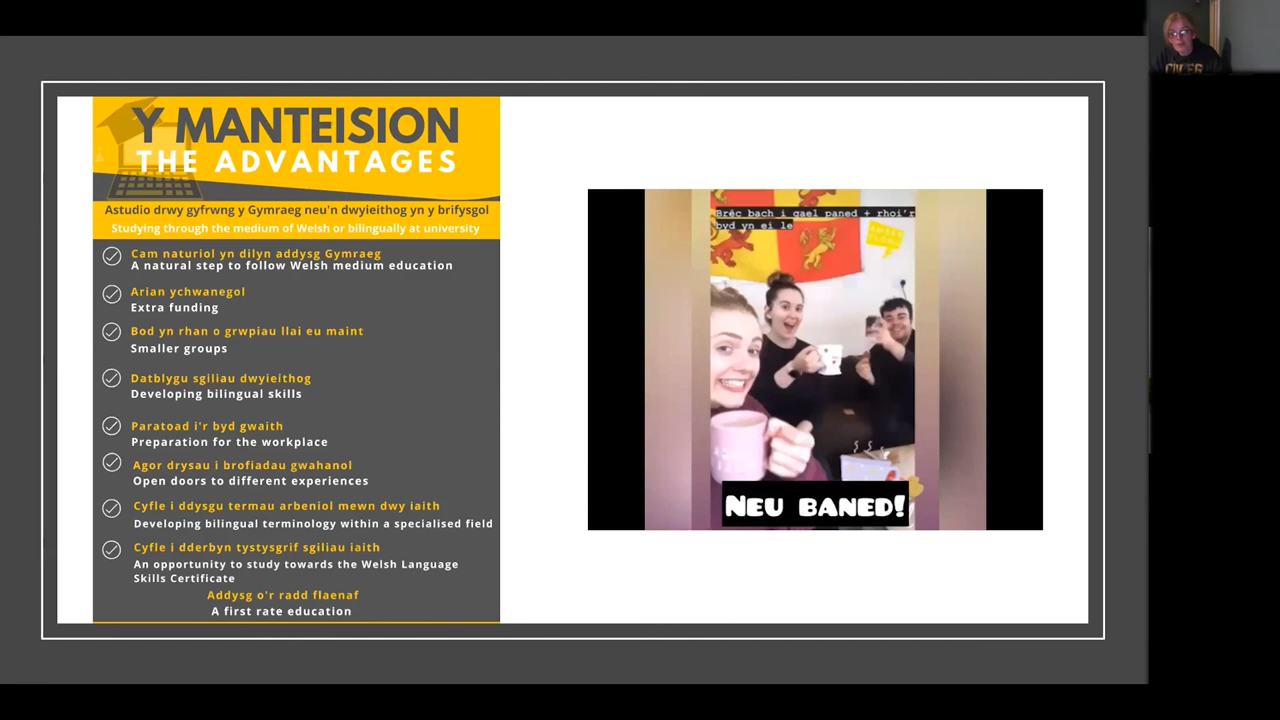 Y MANTEISION
THE ADVANTAGES
Astudio drwy gyfrwng y Gymraeg neu'n dwyieithog yn y brifysgol
Studying through the medium of Welsh or bilingually at university
Cam naturiol yn dilyn addysg Gymraeg
A natural step to follow Welsh medium education
Arian ychwanegol
Extra funding
Bod yn rhan o grwpiau llai eu maint
Smaller groups
Datblygu sgiliau dwyieithog
Developing bilingual skills
Paratoad i'r byd gwaith
Preparation for the workplace
Agor drysau i brofiadau gwahanol
Open doors to different experiences
Cyfle i ddysgu termau arbeniol mewn dwy iaith
Developing bilingual terminology within a specialised field
Cyfle i dderbyn tystysgrif sgiliau iaith
An opportunity to study towards the Welsh Language
Skills Certificate
Addysg o'r radd flaenaf
A first rate education
Brêc bach i gael paned + rhoi'r
byd yn ei le
NEU BANED!